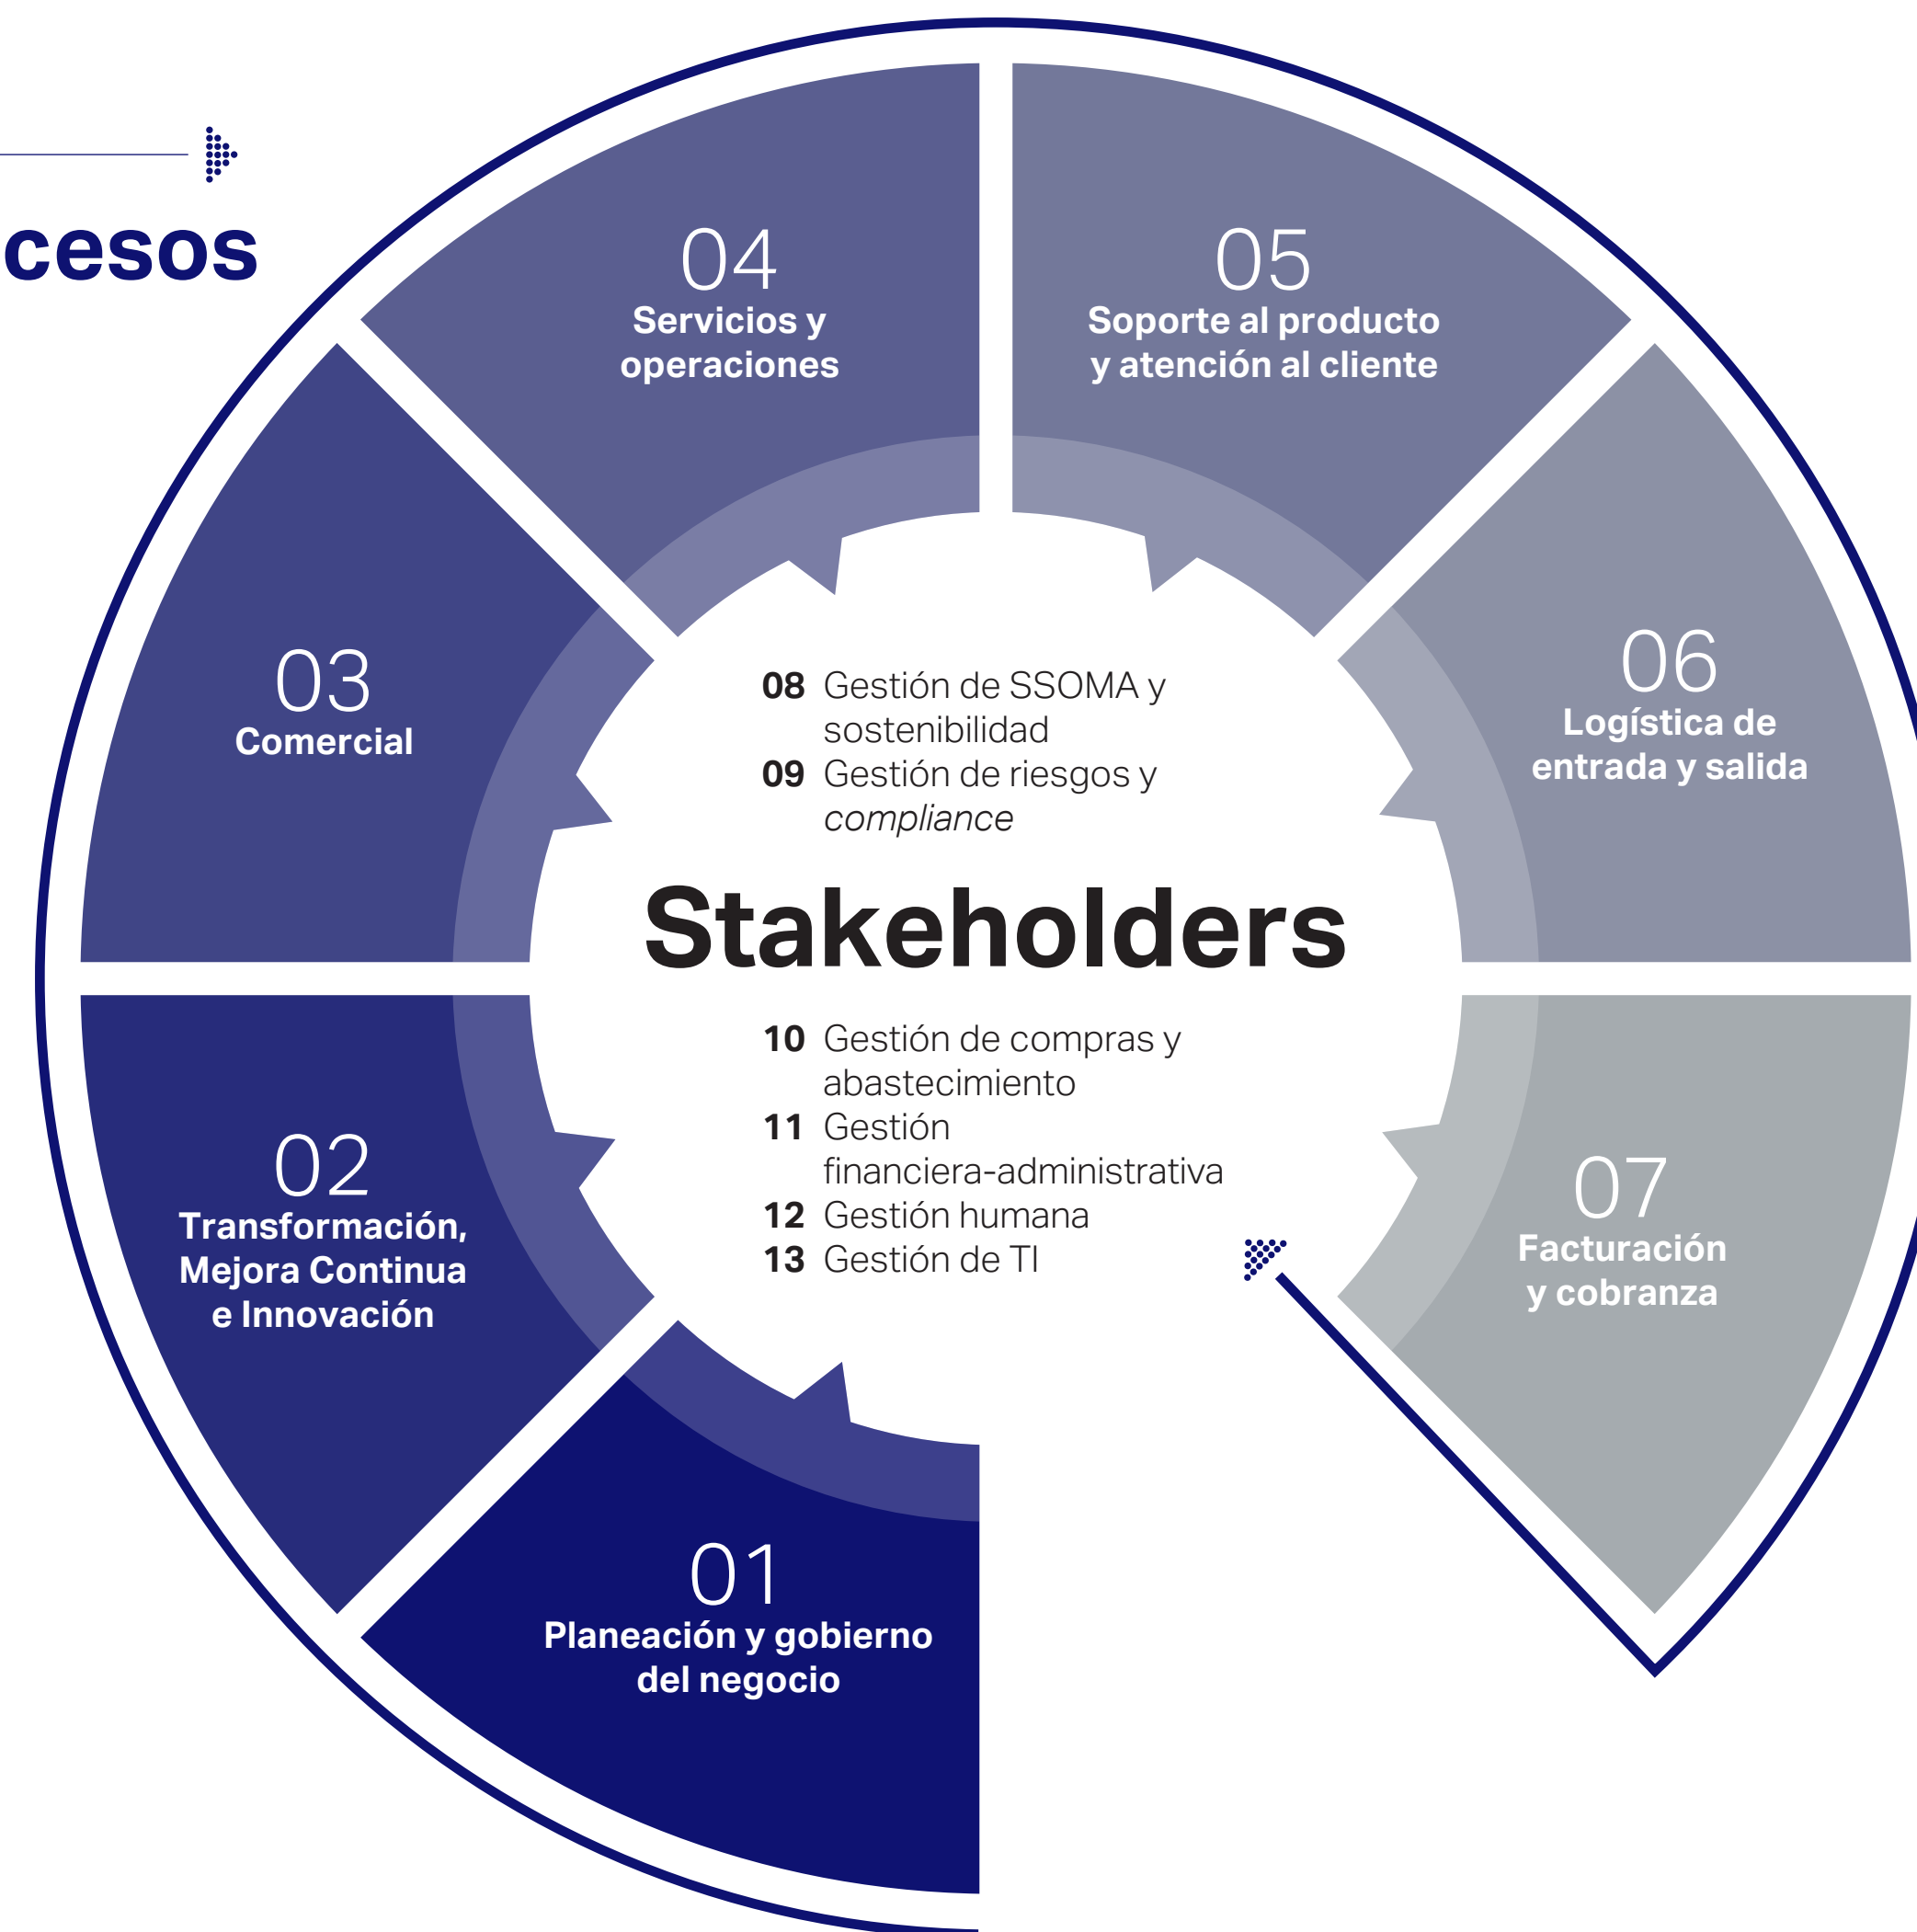 cesos
04
Servicios y
operaciones
05
Soporte al producto
y atención al cliente
03
Comercial
06
Logística de
entrada y salida
08 Gestión de SSOMA y
sostenibilidad
09 Gestión de riesgos y
compliance
Stakeholders
10 Gestión de compras y
abastecimiento
11 Gestión
financiera-administrativa
12 Gestión humana
13 Gestión de TI
02
Transformación,
Mejora Continua
e Innovación
07
Facturación
y cobranza
01
Planeación y gobierno
del negocio